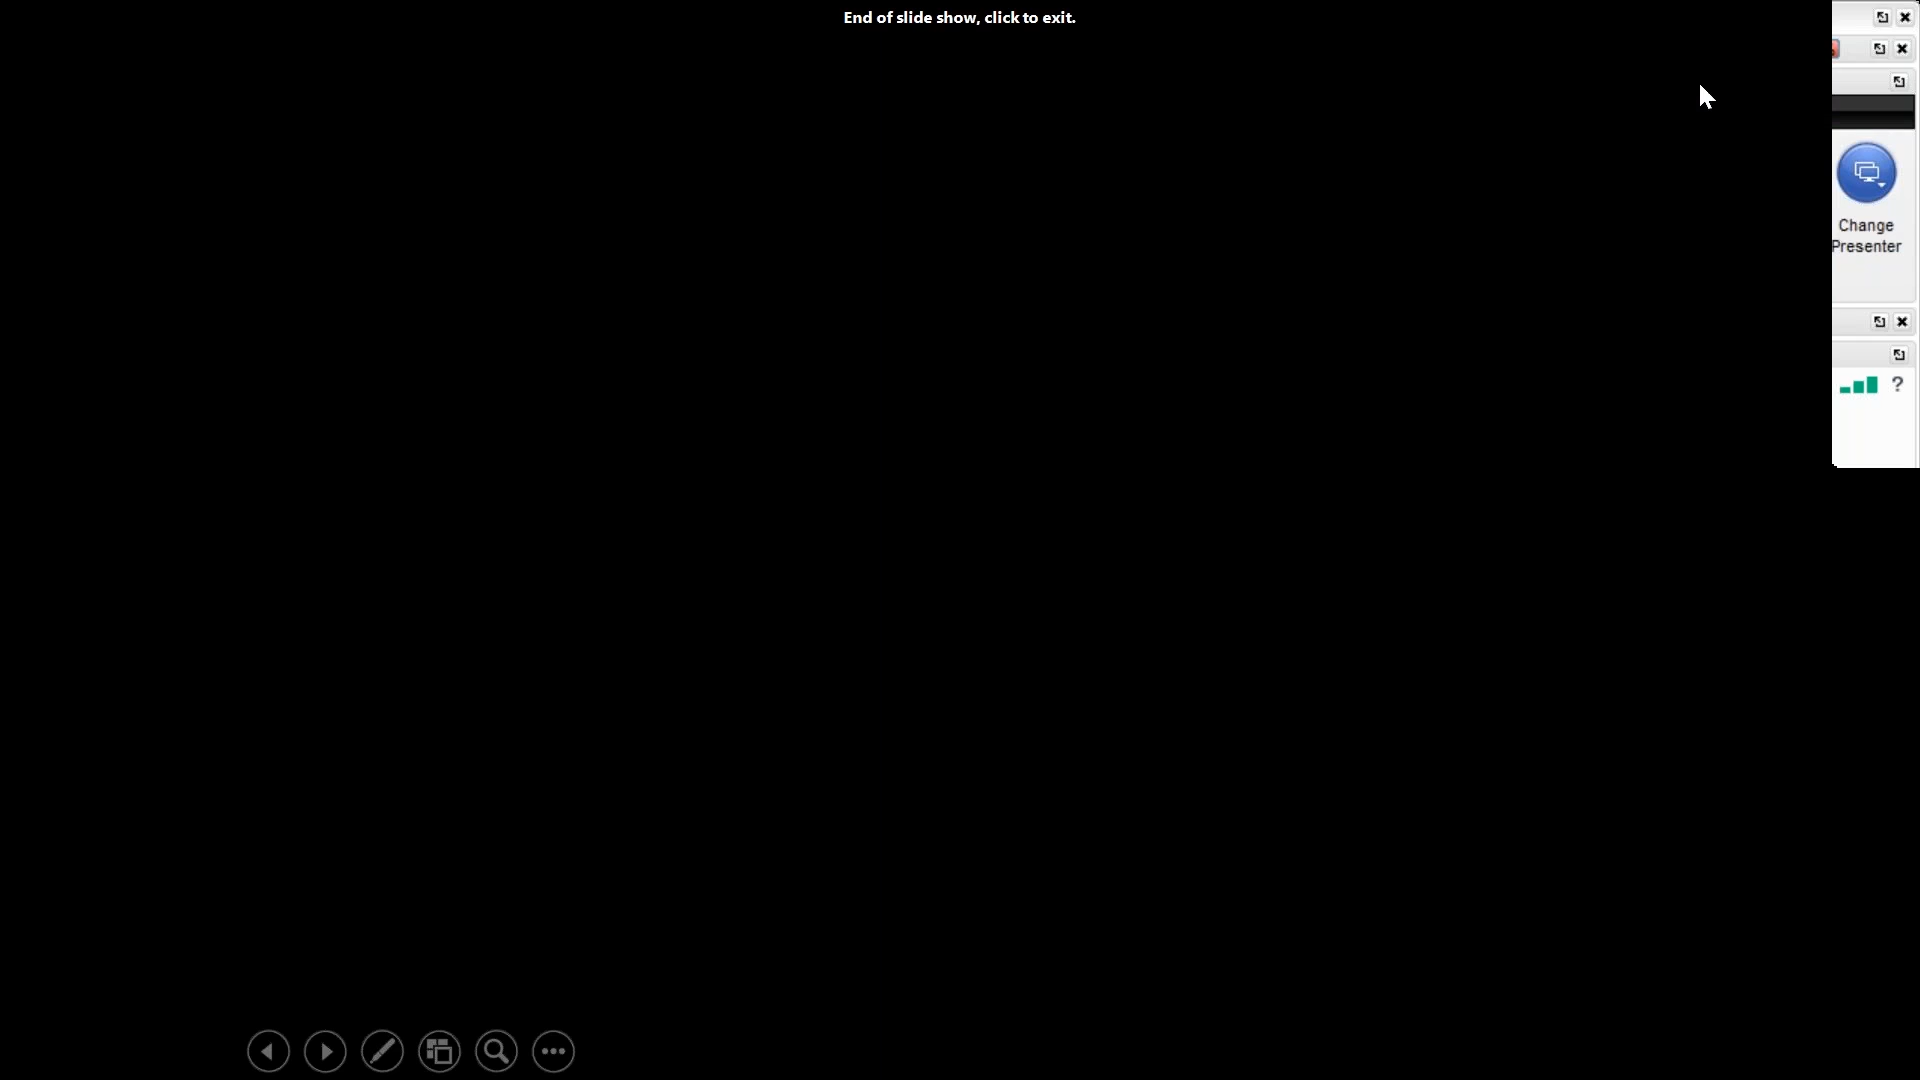 End of slide show, click to exit.
Change
Presenter
?